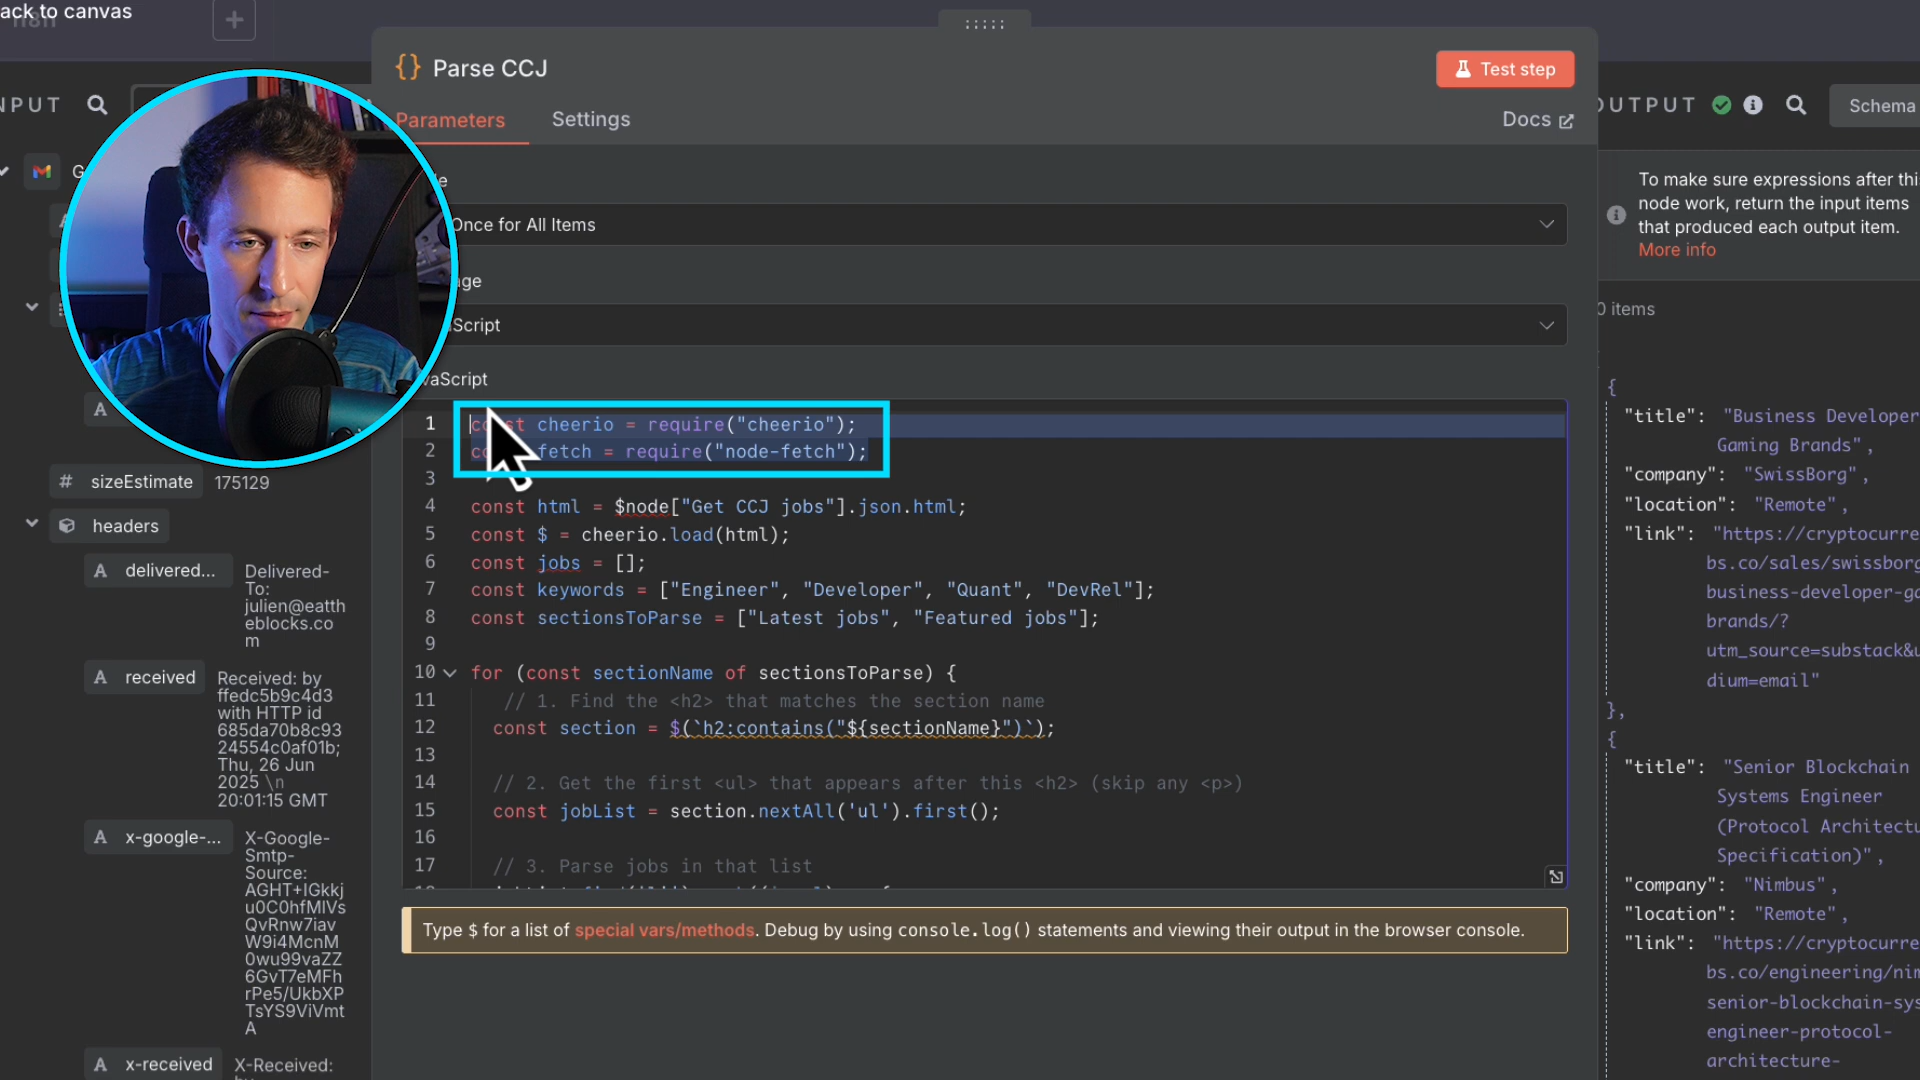 ack to canvas
n8n
NPUT
sizeEstimate 175129
headers
A delivered... Delivered-
To:
julien@eatth
eblocks.co
m
A received Received: by
ffedc5b9c4d3
with HTTP id
685da70b8c93
24554c0af01b;
Thu, 26 Jun
2025 \n
20:01:15 GMT
A x-google-... X-Google-
Smtp-
Source:
AGHT+IGkkj
u0C0hfMlVs
QvRnw7iav
W9i4McnM
0wu99vaZZ
6GvT7eMFh
rPe5/UkbXP
TsYS9ViVmt
A
A x-received X-Received:
{} Parse CCJ
Test step
Parameters Settings Docs
Once for All Items
age
Script
vaScript
1 const cheerio = require("cheerio");
2 fetch = require("node-fetch");
3
4 const html = $node["Get CCJ jobs"].json.html;
5 const $ = cheerio.load(html);
6 const jobs = [];
7 const keywords = ["Engineer", "Developer", "Quant", "DevRel"];
8 const sectionsToParse = ["Latest jobs", "Featured jobs"];
9
10 for (const sectionName of sectionsToParse) {
11 // 1. Find the <h2> that matches the section name
12 const section = $(`h2:contains("${sectionName}")`);
13
14 // 2. Get the first <ul> that appears after this <h2> (skip any <p>)
15 const jobList = section.nextAll('ul').first();
16
17 // 3. Parse jobs in that list
Type $ for a list of special vars/methods. Debug by using console.log() statements and viewing their output in the browser console.
OUTPUT Schema
To make sure expressions after this
node work, return the input items
that produced each output item.
More info
0 items
{
"title": "Business Developer
Gaming Brands",
"company": "SwissBorg",
"location": "Remote",
"link": "https://cryptocurre
bs.co/sales/swissborg
business-developer-ga
brands/?
utm_source=substack&u
dium=email"
},
{
"title": "Senior Blockchain
Systems Engineer
(Protocol Architectu
Specification)",
"company": "Nimbus",
"location": "Remote",
"link": "https://cryptocurre
bs.co/engineering/nim
senior-blockchain-sys
engineer-protocol-
architecture-